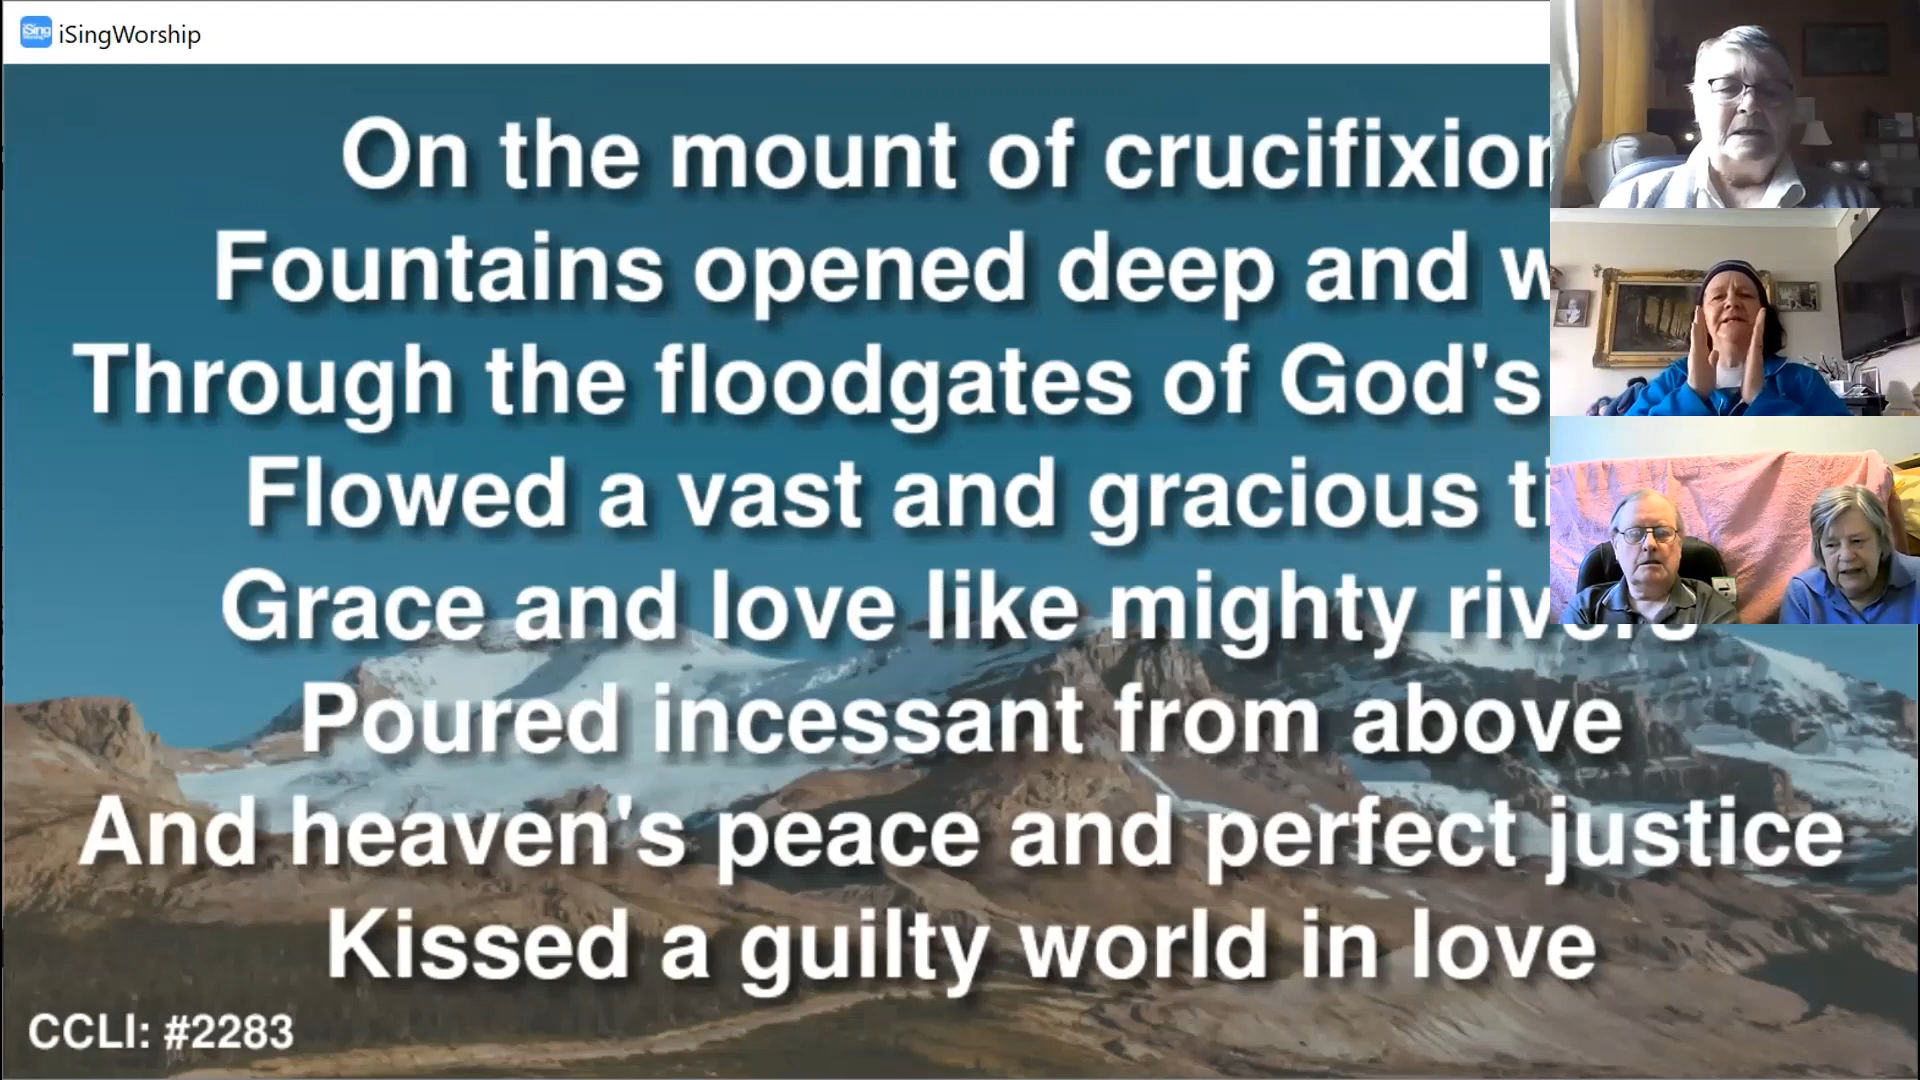 iSingWorship
On the mount of crucifixion
Fountains opened deep and
Through the floodgates of God's
Flowed a vast and gracious
Grace and love like mighty rivers
Poured incessant from above
And heaven's peace and perfect justice
Kissed a guilty world in love
CCLI: #2283